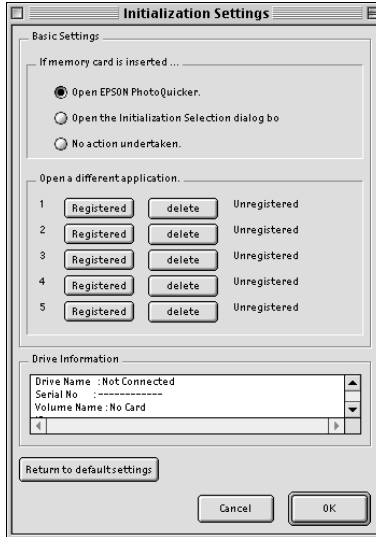 Initialization Settings
Basic Settings
If memory card is inserted ...
Open EPSON PhotoQuicker.
Open the Initialization Selection dialog bo
No action undertaken.
Open a different application.
1 Registered delete Unregistered
2 Registered delete Unregistered
3 Registered delete Unregistered
4 Registered delete Unregistered
5 Registered delete Unregistered
Drive Information
Drive Name :Not Connected
Serial No :------------
Volume Name :No Card
Return to default settings
Cancel OK